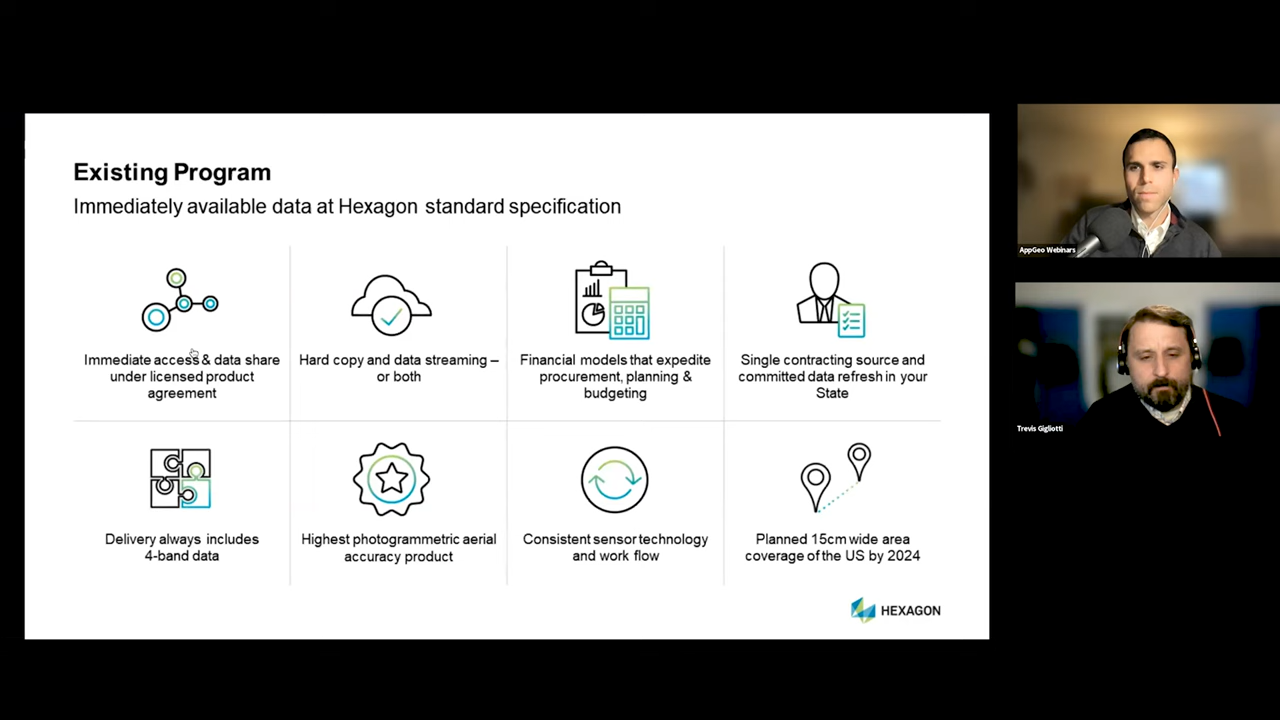 Existing Program
Immediately available data at Hexagon standard specification
Immediate access & data share
under licensed product
agreement
Hard copy and data streaming –
or both
Financial models that expedite
procurement, planning &
budgeting
Single contracting source and
committed data refresh in your
State
Delivery always includes
4-band data
Highest photogrammetric aerial
accuracy product
Consistent sensor technology
and work flow
Planned 15cm wide area
coverage of the US by 2024
HEXAGON
AppGeo Webinars
Trevis Gigliotti